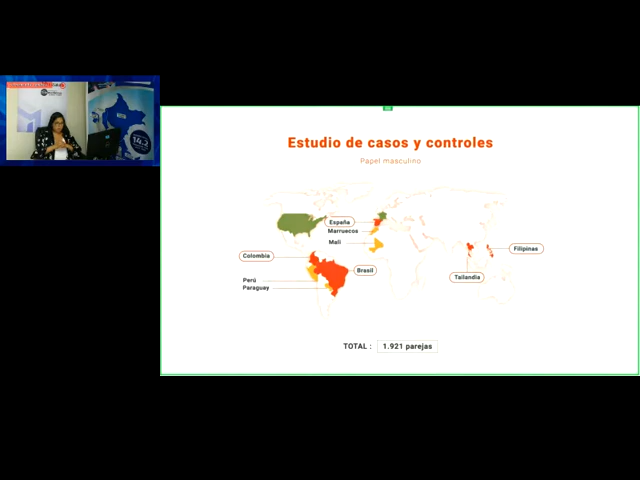 Estudio de casos y controles
Papel masculino
España
Marruecos
Mali
Colombia
Filipinas
Brasil
Tailandia
Perú
Paraguay
TOTAL : 1.921 parejas